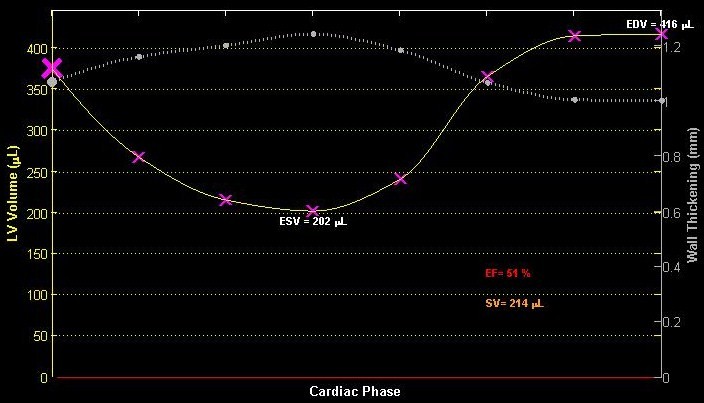 EDV = 416 µL
400
350
300
250
200
150
100
50
0
LV Volume (µL)
1.2
1
0.8
0.6
0.4
0.2
0
Wall Thickening (mm)
ESV = 202 µL
EF= 51 %
SV= 214 µL
Cardiac Phase